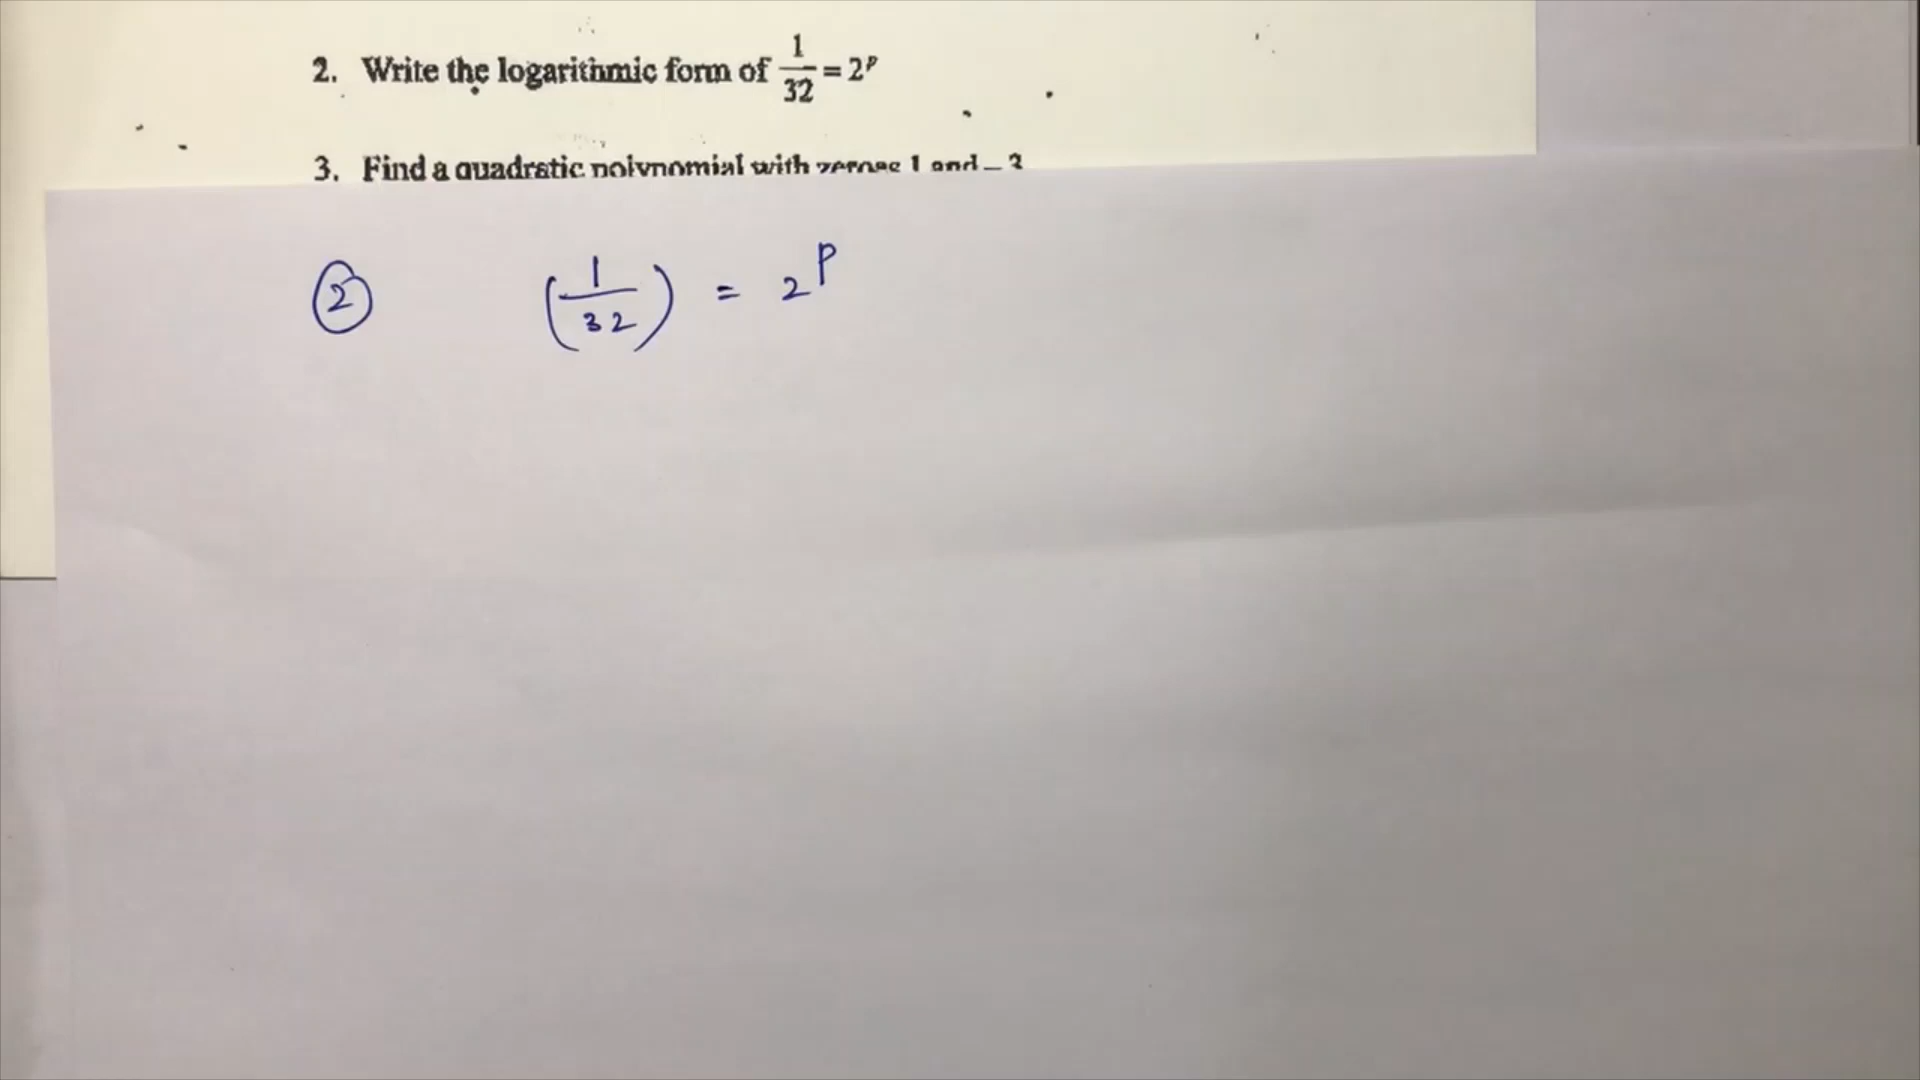 2. Write the logarithmic form of 1/32 = 2^p
3. Find a quadratic polynomial with zeroes 1 and – 3
② (1/32) = 2^p